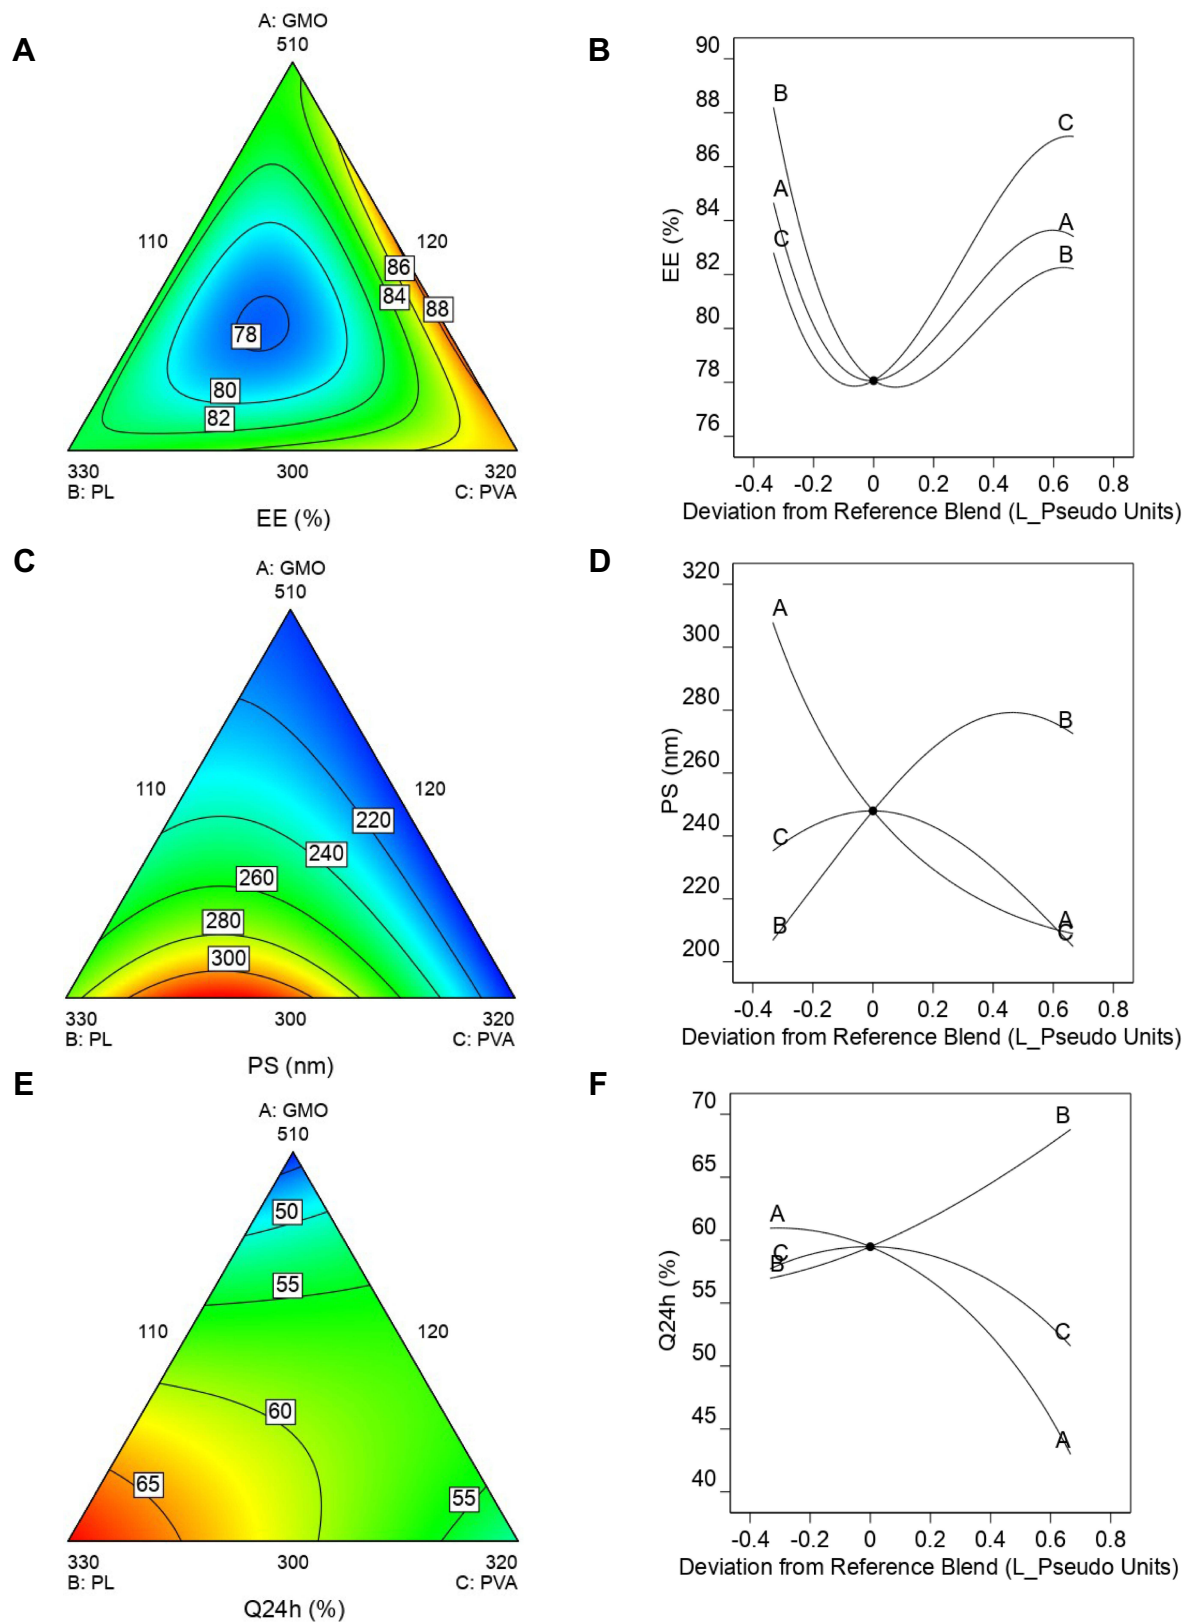 A
A: GMO
510
110
120
86
84
88
78
80
82
330
300
320
B: PL
C: PVA
EE (%)
B
90
88
86
84
82
80
78
76
EE (%)
B
A
C
C
A
B
-0.4 -0.2 0 0.2 0.4 0.6 0.8
Deviation from Reference Blend (L_Pseudo Units)
C
A: GMO
510
110
120
220
240
260
280
300
330
300
320
B: PL
C: PVA
PS (nm)
D
320
300
280
260
240
220
200
PS (nm)
A
C
B
B
A
C
-0.4 -0.2 0 0.2 0.4 0.6 0.8
Deviation from Reference Blend (L_Pseudo Units)
E
A: GMO
510
50
55
110
120
60
65
55
330
300
320
B: PL
C: PVA
Q24h (%)
F
70
65
60
55
50
45
40
Q24h (%)
A
C
B
B
C
A
-0.4 -0.2 0 0.2 0.4 0.6 0.8
Deviation from Reference Blend (L_Pseudo Units)